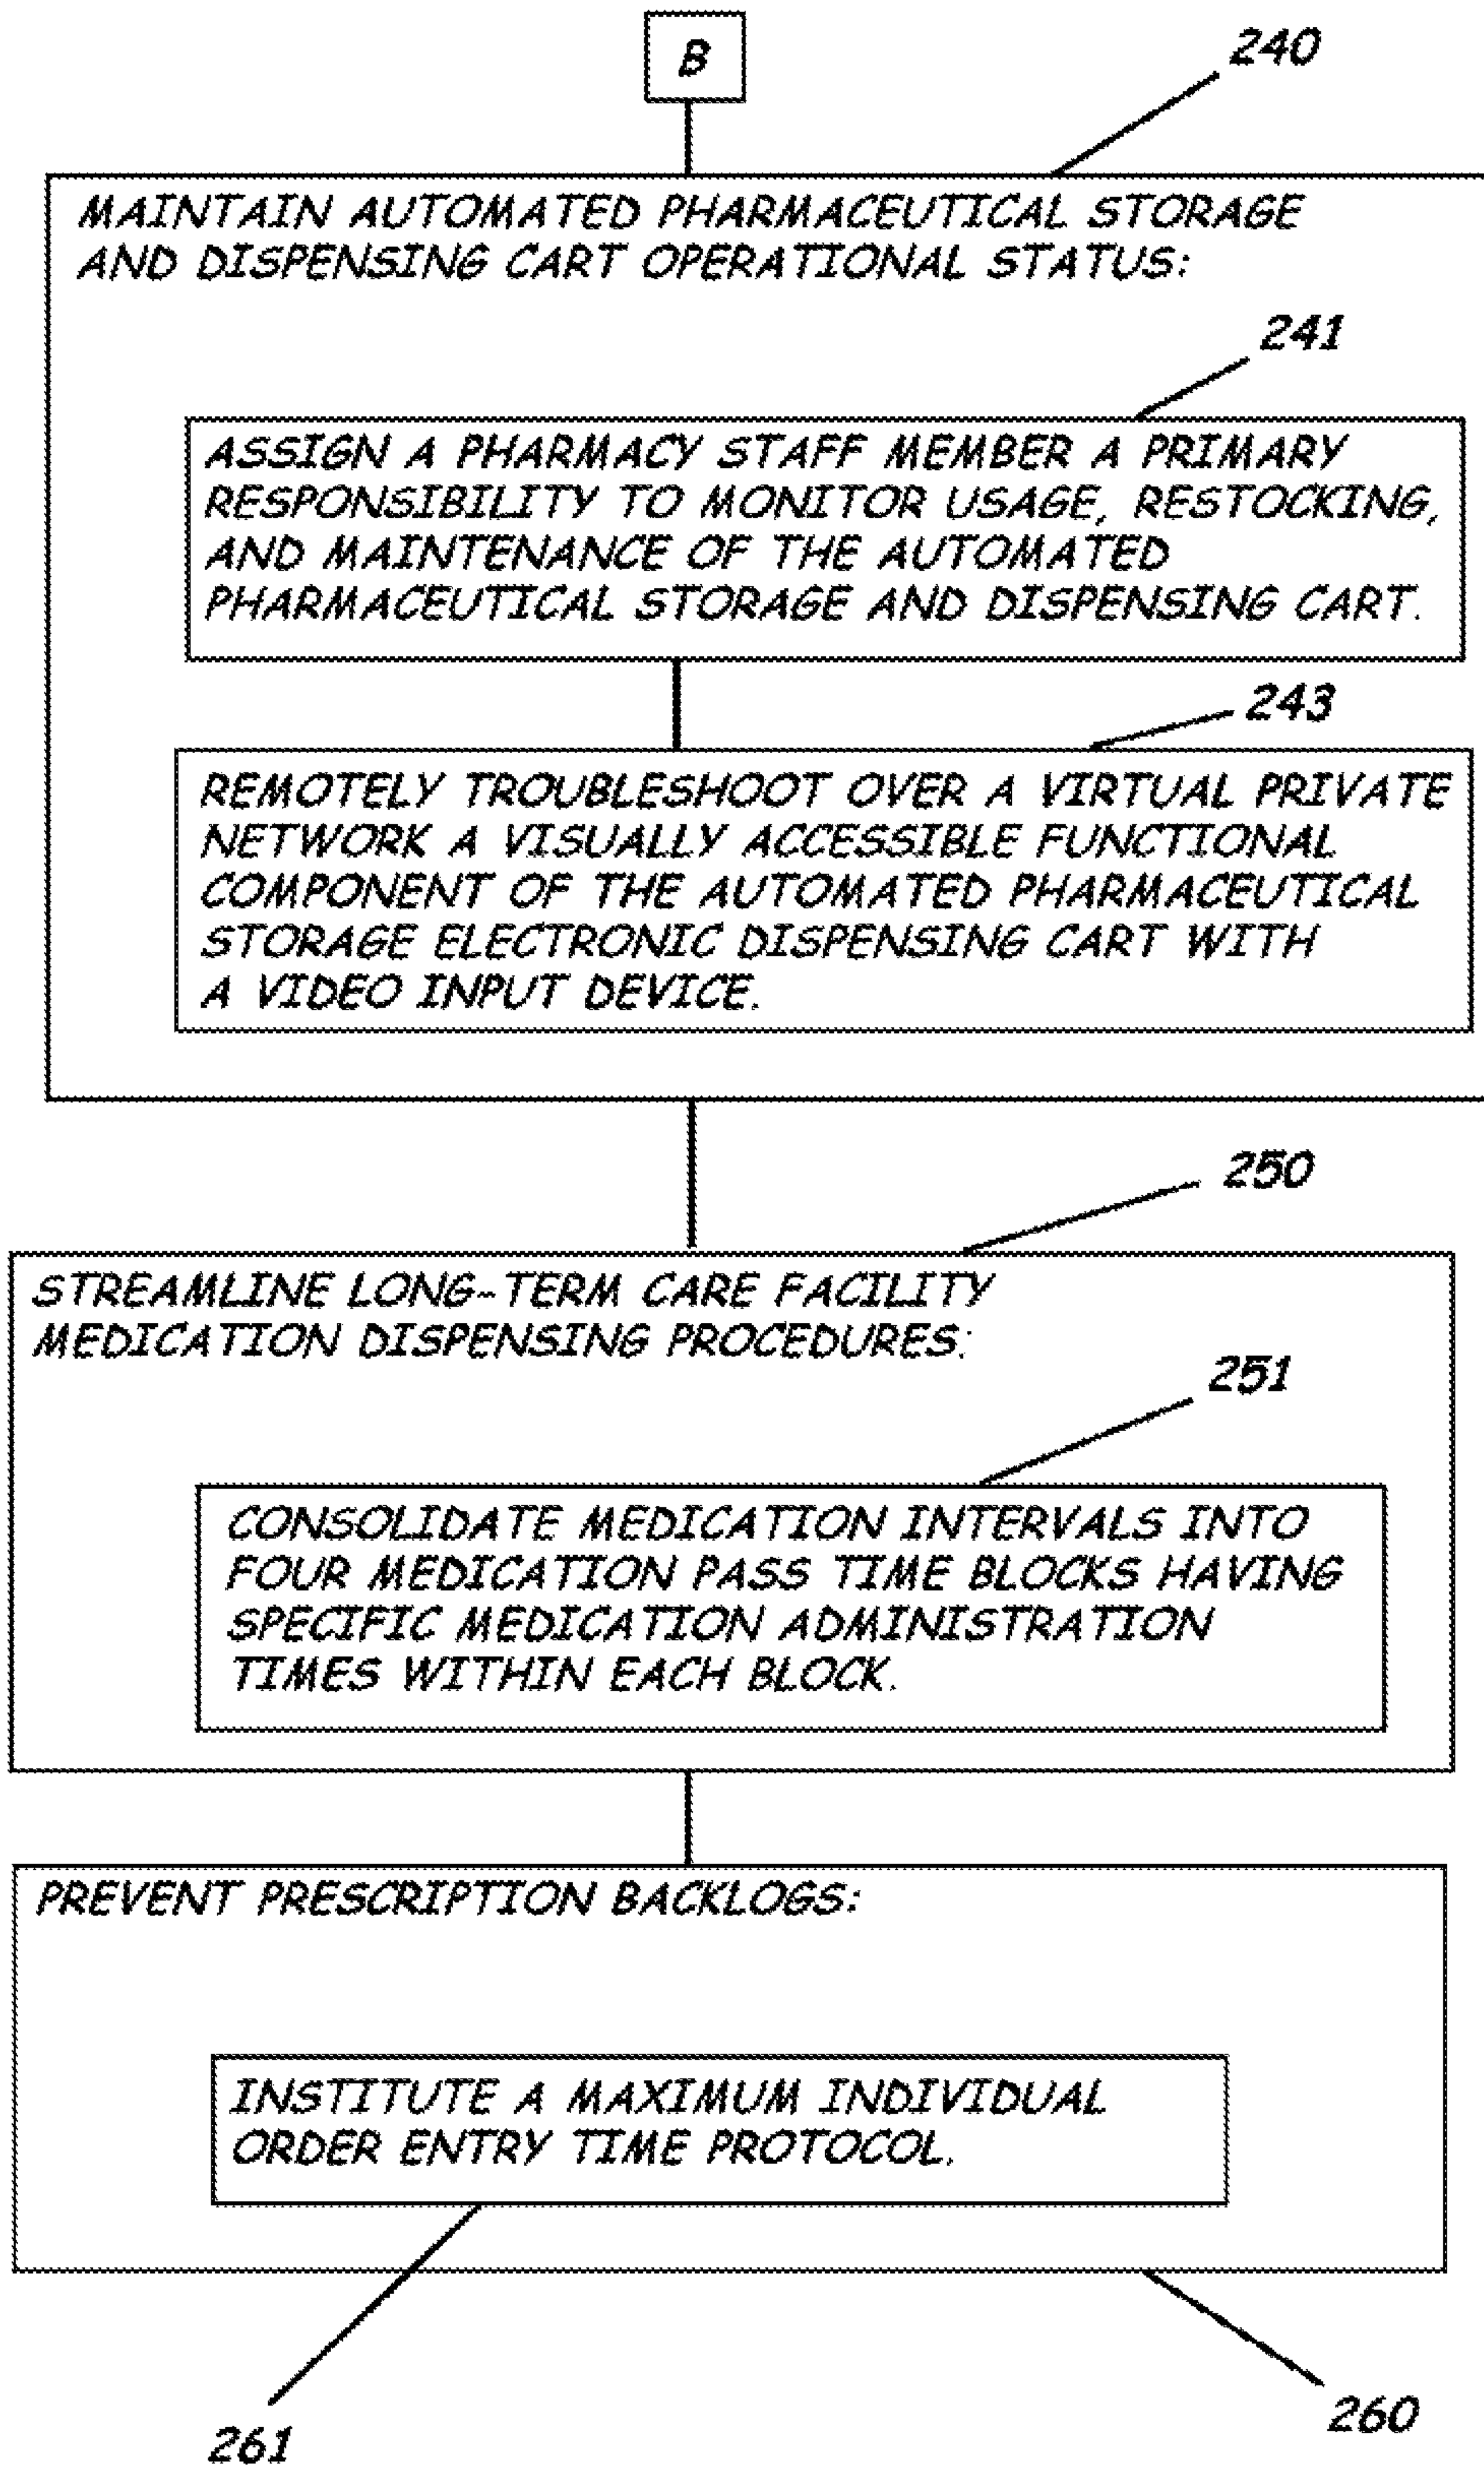 B
240
MAINTAIN AUTOMATED PHARMACEUTICAL STORAGE
AND DISPENSING CART OPERATIONAL STATUS:
241
ASSIGN A PHARMACY STAFF MEMBER A PRIMARY
RESPONSIBILITY TO MONITOR USAGE, RESTOCKING,
AND MAINTENANCE OF THE AUTOMATED
PHARMACEUTICAL STORAGE AND DISPENSING CART.
243
REMOTELY TROUBLESHOOT OVER A VIRTUAL PRIVATE
NETWORK A VISUALLY ACCESSIBLE FUNCTIONAL
COMPONENT OF THE AUTOMATED PHARMACEUTICAL
STORAGE ELECTRONIC DISPENSING CART WITH
A VIDEO INPUT DEVICE.
250
STREAMLINE LONG-TERM CARE FACILITY
MEDICATION DISPENSING PROCEDURES:
251
CONSOLIDATE MEDICATION INTERVALS INTO
FOUR MEDICATION PASS TIME BLOCKS HAVING
SPECIFIC MEDICATION ADMINISTRATION
TIMES WITHIN EACH BLOCK.
PREVENT PRESCRIPTION BACKLOGS:
INSTITUTE A MAXIMUM INDIVIDUAL
ORDER ENTRY TIME PROTOCOL.
261
260